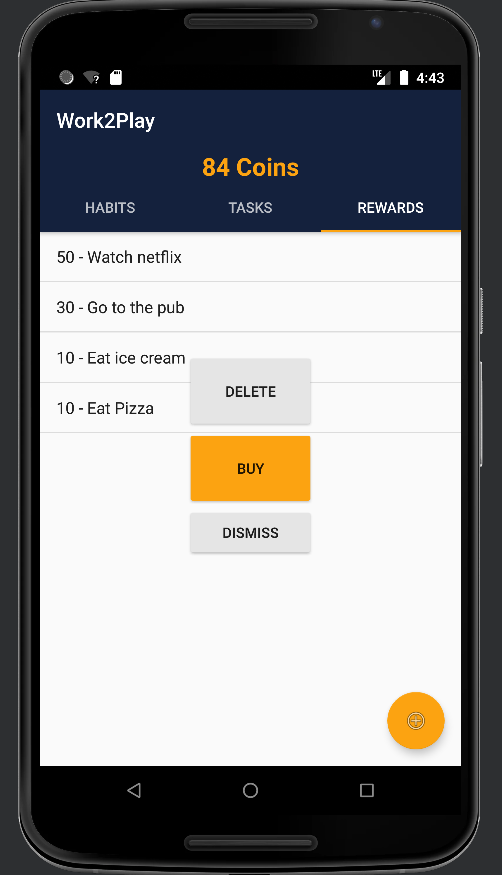 LTE 4:43
Work2Play
84 Coins
HABITS TASKS REWARDS
50 - Watch netflix
30 - Go to the pub
10 - Eat ice cream
DELETE
10 - Eat Pizza
BUY
DISMISS